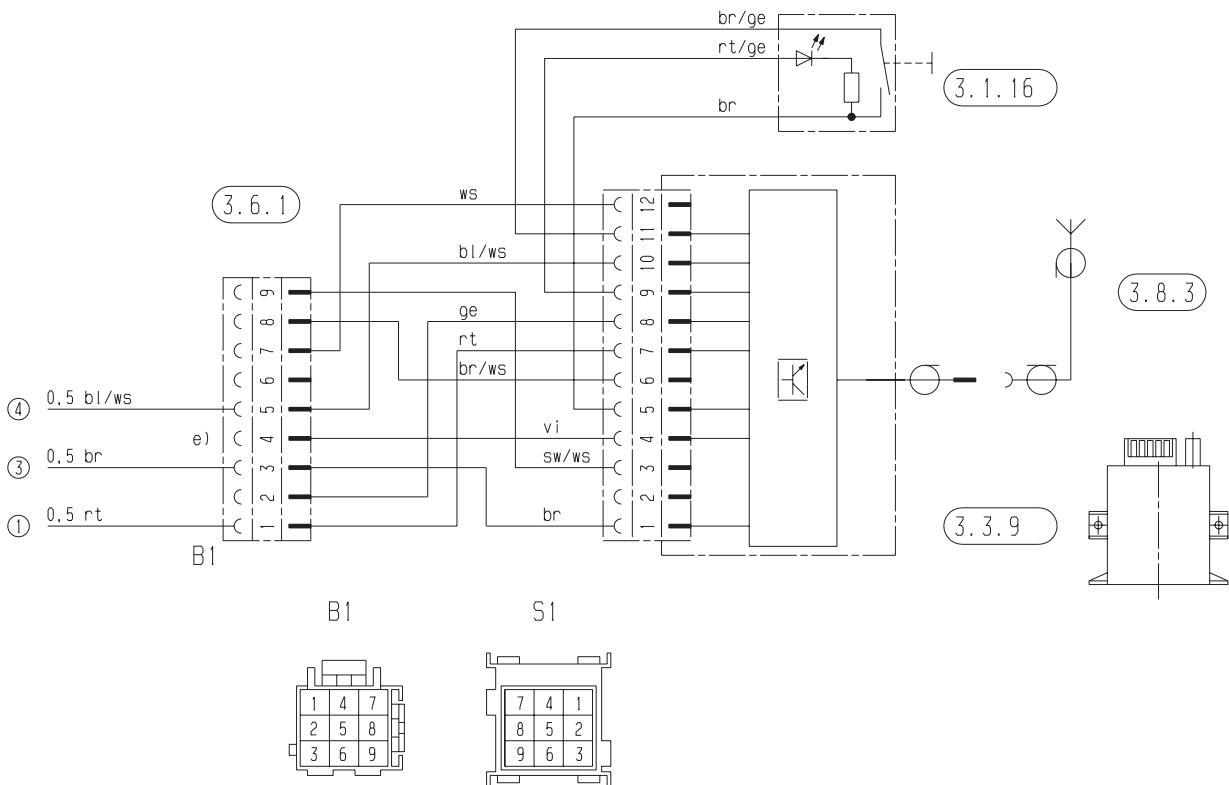 br/ge
rt/ge
3.1.16
br
3.6.1
ws
12
11
bl/ws
10
9
9
3.8.3
ge
8
8
rt
7
7
br/ws
6
6
④ 0,5 bl/ws
5
5
e)
4
vi
4
③ 0,5 br
3
sw/ws
3
2
2
① 0,5 rt
1
br
1
3.3.9
B1
B1 S1
1 4 7
2 5 8
3 6 9
7 4 1
8 5 2
9 6 3